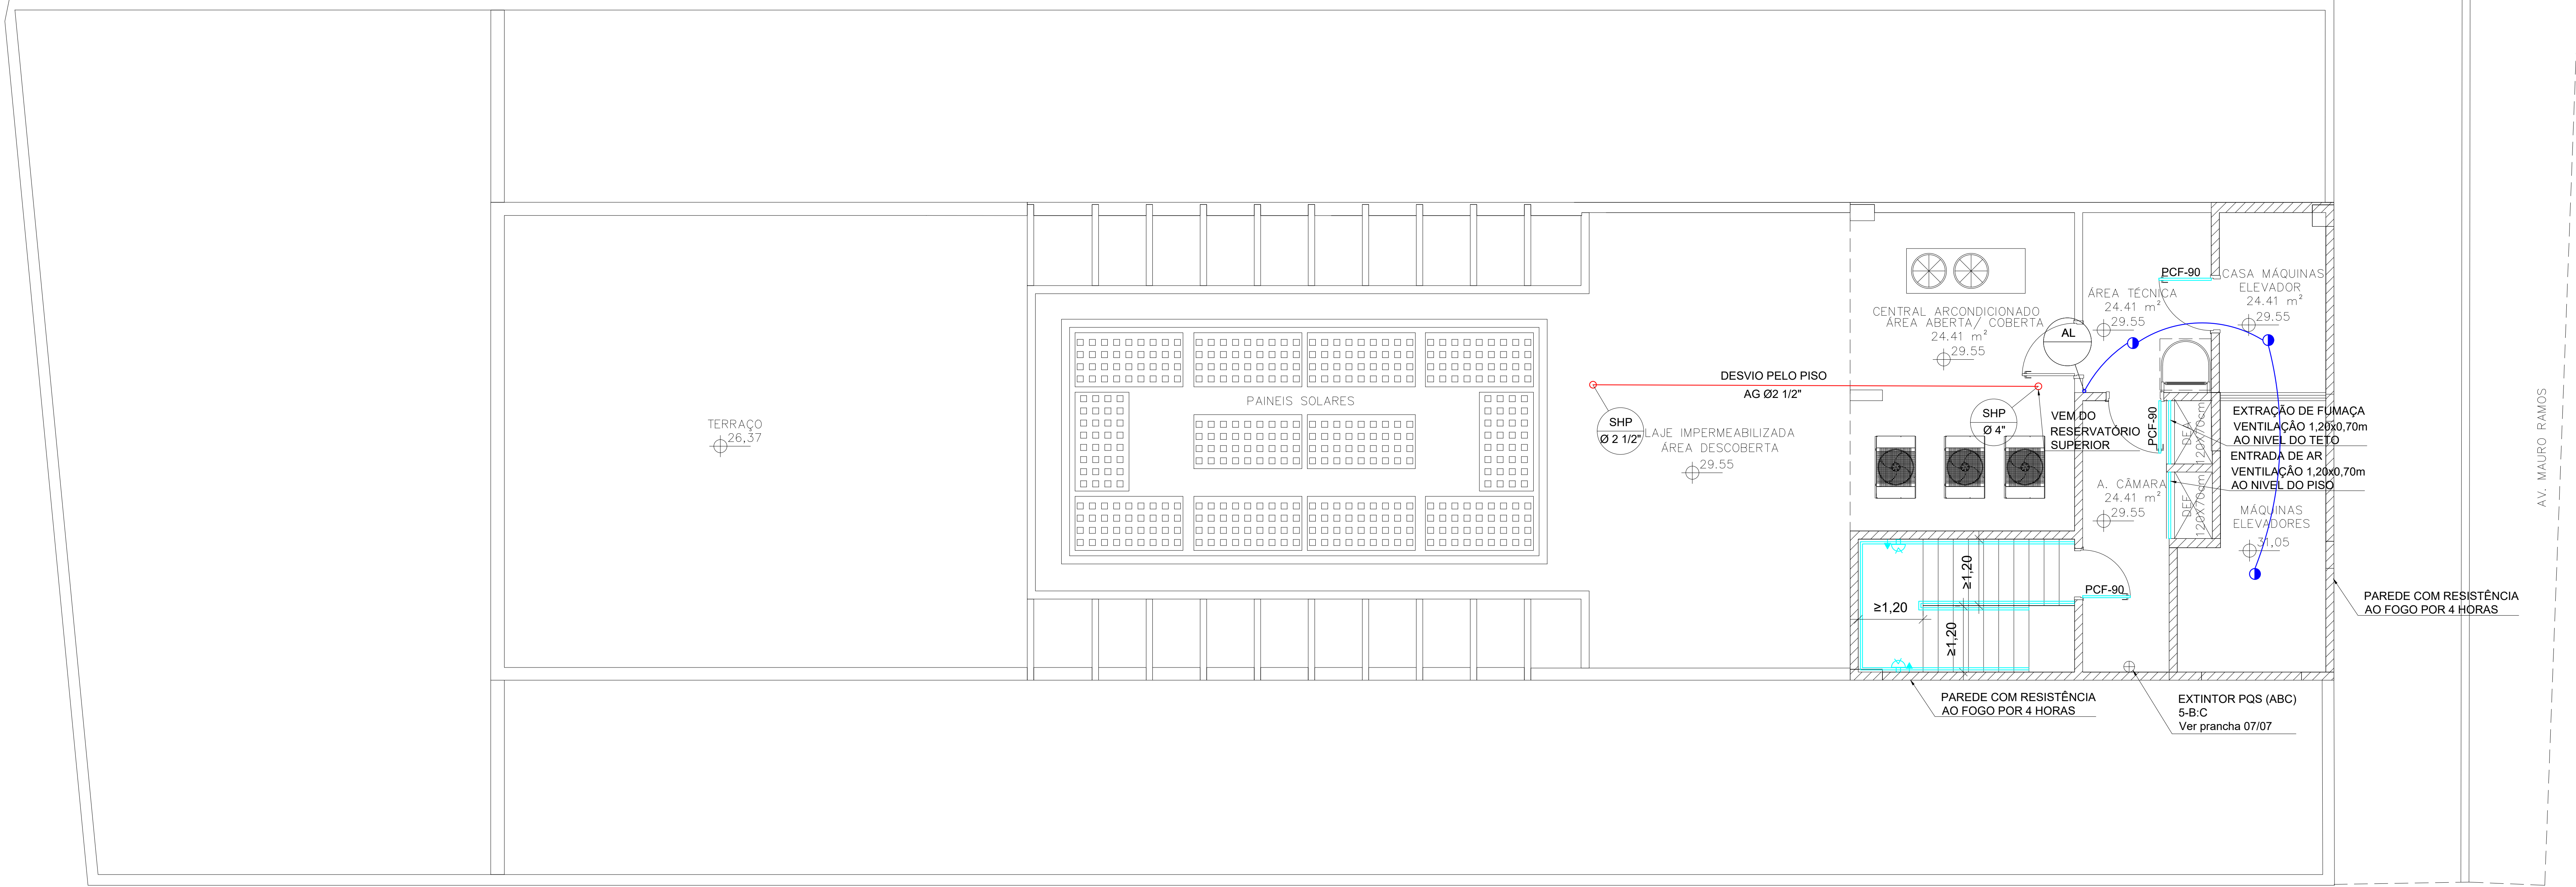 TERRAÇO
26,37
PAINEIS SOLARES
SHP
Ø 2 1/2"
DESVIO PELO PISO
AG Ø2 1/2"
LAJE IMPERMEABILIZADA
ÁREA DESCOBERTA
29.55
CENTRAL ARCONDICIONADO
ÁREA ABERTA/ COBERTA
24.41 m²
29.55
SHP
Ø 4"
VEM DO
RESERVATÓRIO
SUPERIOR
AL
ÁREA TÉCNICA
24.41 m²
29.55
PCF-90
CASA MÁQUINAS
ELEVADOR
24.41 m²
29.55
PCF-90
DEA
120X70cm
EXTRAÇÃO DE FUMAÇA
VENTILAÇÂO 1,20x0,70m
AO NIVEL DO TETO
ENTRADA DE AR
VENTILAÇÂO 1,20x0,70m
AO NIVEL DO PISO
DEF
120X70cm
A. CÂMARA
24.41 m²
29.55
MÁQUINAS
ELEVADORES
31,05
≥1,20
≥1,20
≥1,20
PCF-90
PAREDE COM RESISTÊNCIA
AO FOGO POR 4 HORAS
PAREDE COM RESISTÊNCIA
AO FOGO POR 4 HORAS
EXTINTOR PQS (ABC)
5-B:C
Ver prancha 07/07
AV. MAURO RAMOS